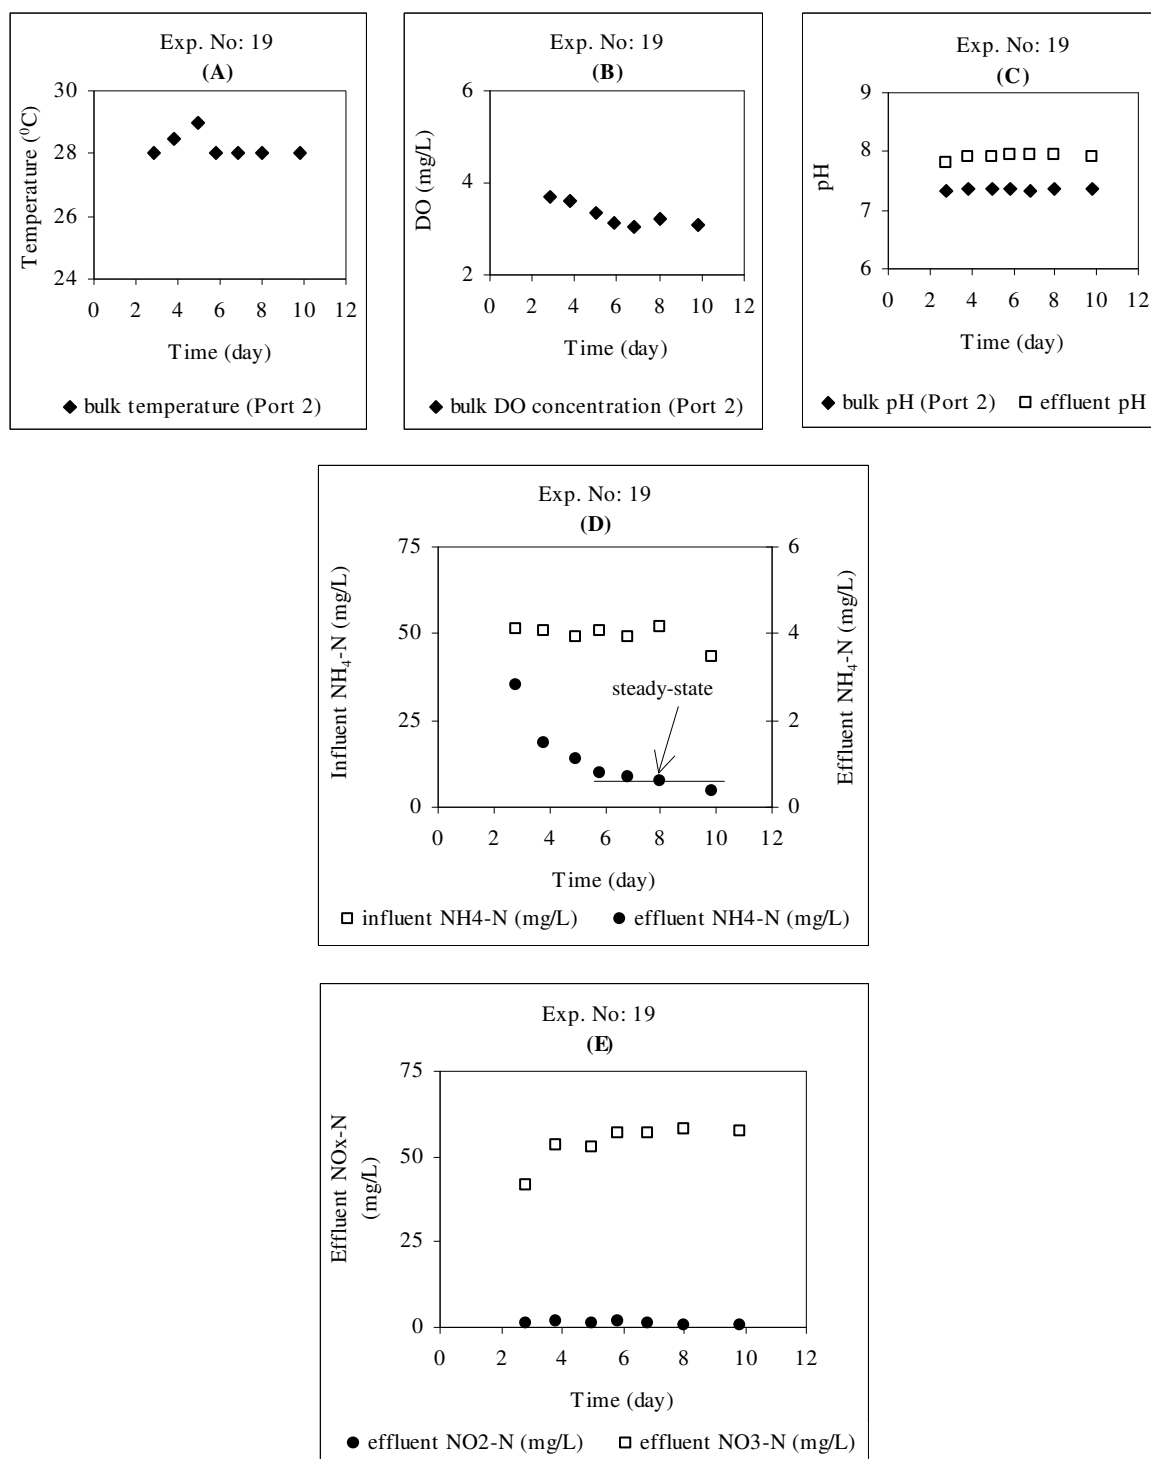 Exp. No: 19
(A)
Temperature (⁰C)
30
28
26
24
0 2 4 6 8 10 12
Time (day)
◆ bulk temperature (Port 2)
Exp. No: 19
(B)
DO (mg/L)
6
4
2
0 2 4 6 8 10 12
Time (day)
◆ bulk DO concentration (Port 2)
Exp. No: 19
(C)
pH
9
8
7
6
0 2 4 6 8 10 12
Time (day)
◆ bulk pH (Port 2) □ effluent pH
Exp. No: 19
(D)
Influent NH₄-N (mg/L)
75
50
25
0
steady-state
6
4
2
0
Effluent NH₄-N (mg/L)
0 2 4 6 8 10 12
Time (day)
□ influent NH4-N (mg/L) ● effluent NH4-N (mg/L)
Exp. No: 19
(E)
Effluent NOx-N
(mg/L)
75
50
25
0
0 2 4 6 8 10 12
Time (day)
● effluent NO2-N (mg/L) □ effluent NO3-N (mg/L)